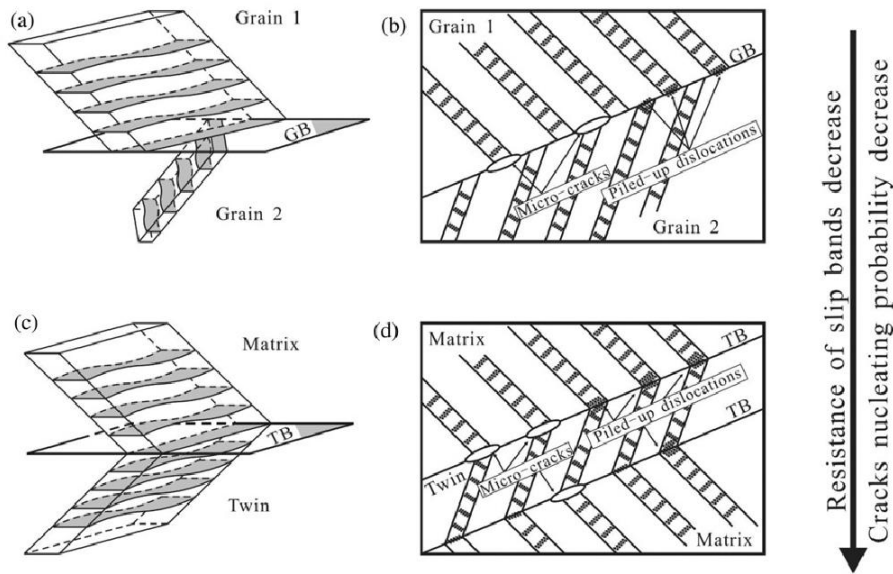 (a)
Grain 1
GB
Grain 2
(b)
Grain 1
GB
Micro-cracks
Piled-up dislocations
Grain 2
(c)
Matrix
TB
Twin
(d)
Matrix
TB
Piled-up dislocations
TB
Twin
Micro-cracks
Matrix
Resistance of slip bands decrease
Cracks nucleating probability decrease